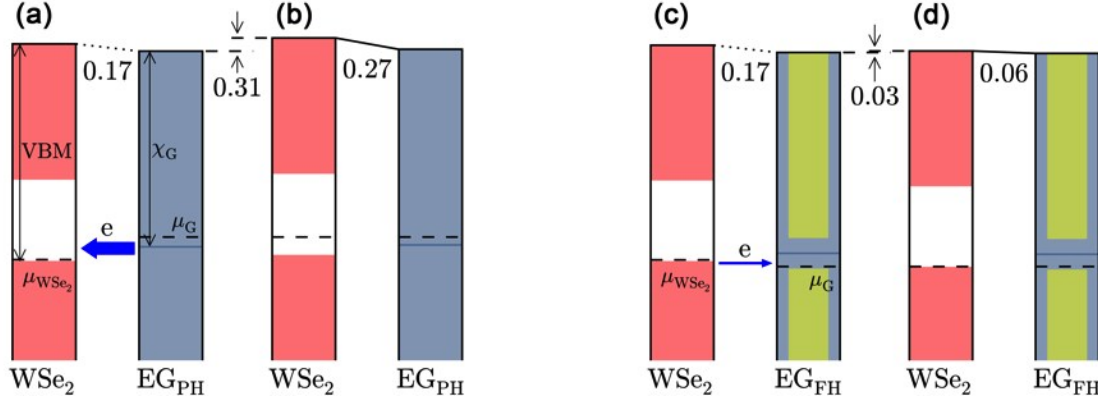 (a)
(b)
(c)
(d)
0.17
0.31
0.27
0.17
0.03
0.06
VBM
χG
e
μG
μWSe₂
e
μWSe₂
μG
WSe₂
EGPH
WSe₂
EGPH
WSe₂
EGFH
WSe₂
EGFH